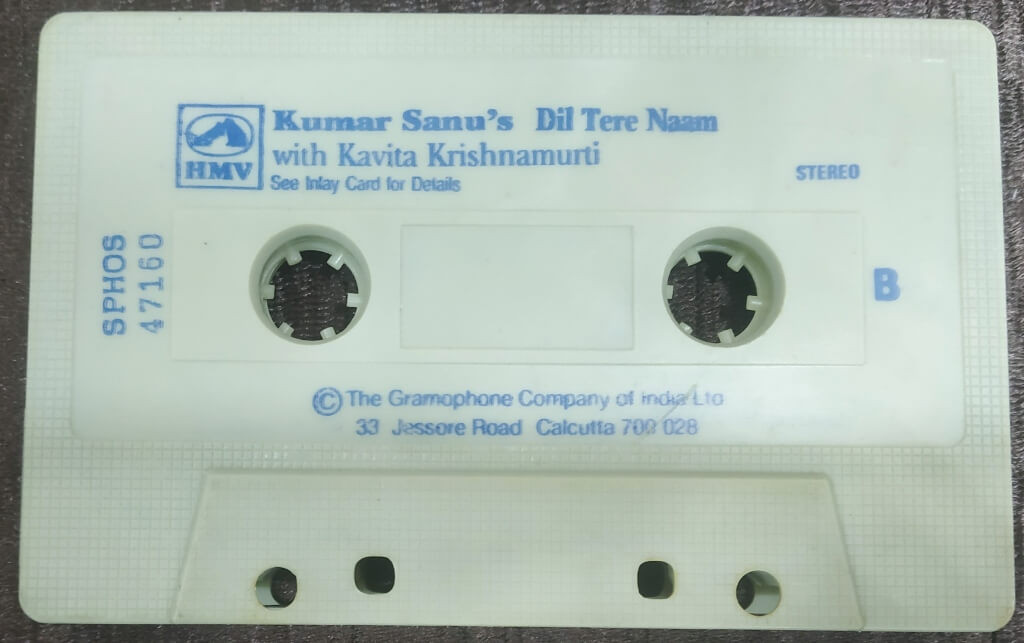 HMV
Kumar Sanu's Dil Tere Naam
with Kavita Krishnamurti
See Inlay Card for Details
STEREO
SPHOS
47160
B
© The Gramophone Company of India Ltd
33 Jessore Road Calcutta 700 028